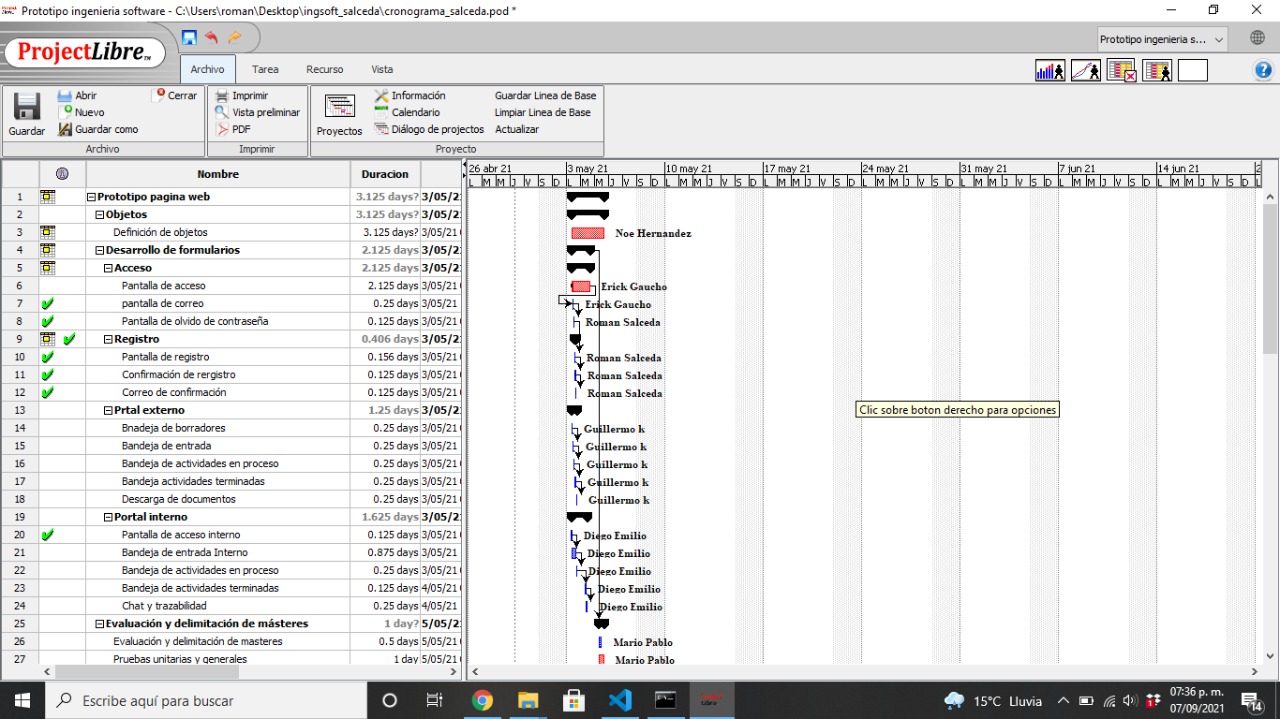 Prototipo ingenieria software - C:\Users\roman\Desktop\ingsoft_salceda\cronograma_salceda.pod *
ProjectLibre™
Prototipo ingenieria s...
Archivo Tarea Recurso Vista
Guardar
Abrir
Nuevo
Guardar como
Cerrar
Archivo
Imprimir
Vista preliminar
PDF
Imprimir
Proyectos
Información
Calendario
Diálogo de projectos
Guardar Linea de Base
Limpiar Linea de Base
Actualizar
Proyecto
Nombre Duracion
26 abr 21 3 may 21 10 may 21 17 may 21 24 may 21 31 may 21 7 jun 21 14 jun 21 2
L M M J V S D L M M J V S D L M M J V S D L M M J V S D L M M J V S D L M M J V S D L M M J V S D L M M J V S D L
1 Prototipo pagina web 3.125 days? 3/05/2
2 Objetos 3.125 days? 3/05/2
3 Definición de objetos 3.125 days? 3/05/21 Noe Hernandez
4 Desarrollo de formularios 2.125 days 3/05/2
5 Acceso 2.125 days 3/05/2
6 Pantalla de acceso 2.125 days 3/05/21 Erick Gaucho
7 pantalla de correo 0.25 days 3/05/21 Erick Gaucho
8 Pantalla de olvido de contraseña 0.125 days 3/05/21 Roman Salceda
9 Registro 0.406 days 3/05/2
10 Pantalla de registro 0.156 days 3/05/21 Roman Salceda
11 Confirmación de rergistro 0.125 days 3/05/21 Roman Salceda
12 Correo de confirmación 0.125 days 3/05/21 Roman Salceda
13 Prtal externo 1.25 days 3/05/2
14 Bnadeja de borradores 0.25 days 3/05/21 Guillermo k
15 Bandeja de entrada 0.25 days 3/05/21 Guillermo k
16 Bandeja de actividades en proceso 0.25 days 3/05/21 Guillermo k
17 Bandeja actividades terminadas 0.25 days 3/05/21 Guillermo k
18 Descarga de documentos 0.25 days 3/05/21 Guillermo k
19 Portal interno 1.625 days 3/05/2
20 Pantalla de acceso interno 0.125 days 3/05/21 Diego Emilio
21 Bandeja de entrada Interno 0.875 days 3/05/21 Diego Emilio
22 Bandeja de actividades en proceso 0.25 days 3/05/21 Diego Emilio
23 Bandeja de actividades terminadas 0.125 days 4/05/21 Diego Emilio
24 Chat y trazabilidad 0.25 days 4/05/21 Diego Emilio
25 Evaluación y delimitación de másteres 1 day? 5/05/2
26 Evaluación y delimitación de masteres 0.5 days 5/05/21 Mario Pablo
27 Pruebas unitarias y generales 1 day 5/05/21 Mario Pablo
Clic sobre boton derecho para opciones
Escribe aquí para buscar
15°C Lluvia
07:36 p. m.
07/09/2021
14